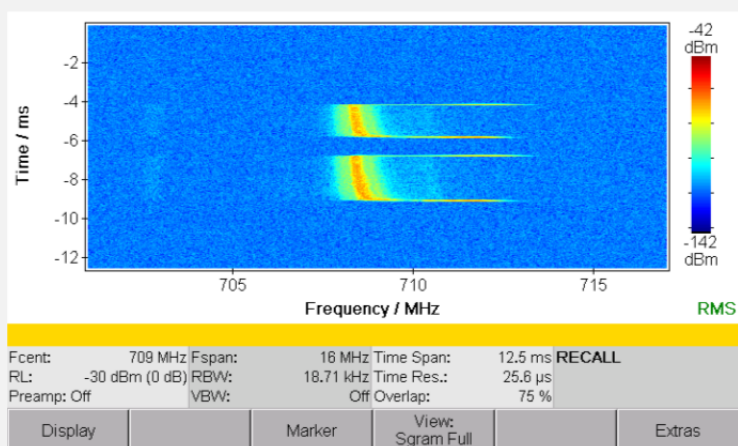 -42
dBm
-2
-4
-6
-8
-10
-12
Time / ms
-142
dBm
705 710 715
Frequency / MHz RMS
Fcent: 709 MHz Fspan: 16 MHz Time Span: 12.5 ms RECALL
RL: -30 dBm (0 dB) RBW: 18.71 kHz Time Res.: 25.6 µs
Preamp: Off VBW: Off Overlap: 75 %
Display Marker View: Extras
Sgram Full